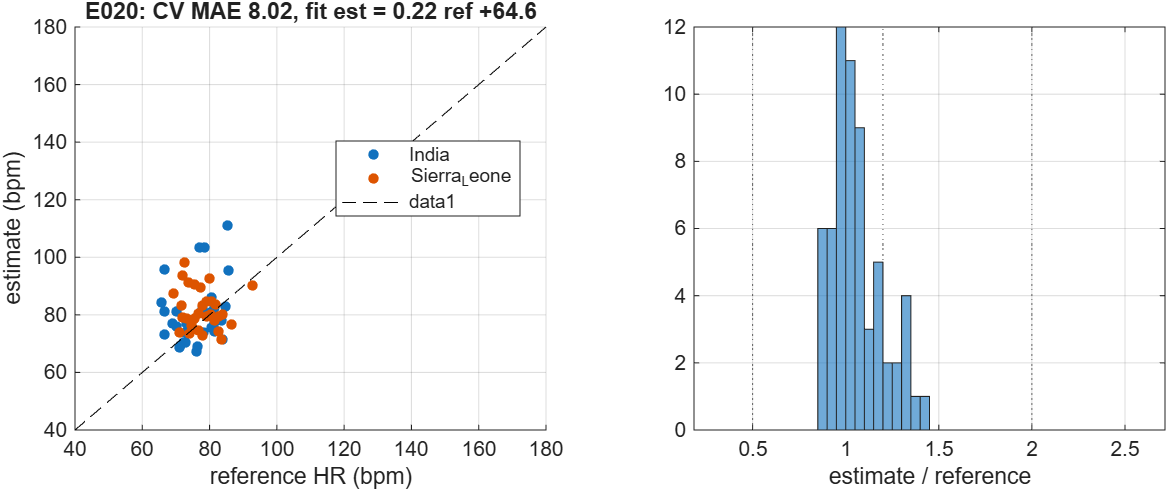 E020: CV MAE 8.02, fit est = 0.22 ref +64.6
180
160
140
120
100
80
60
40
40 60 80 100 120 140 160 180
estimate (bpm)
reference HR (bpm)
India
Sierra_Leone
data1
12
10
8
6
4
2
0
0.5 1 1.5 2 2.5
estimate / reference